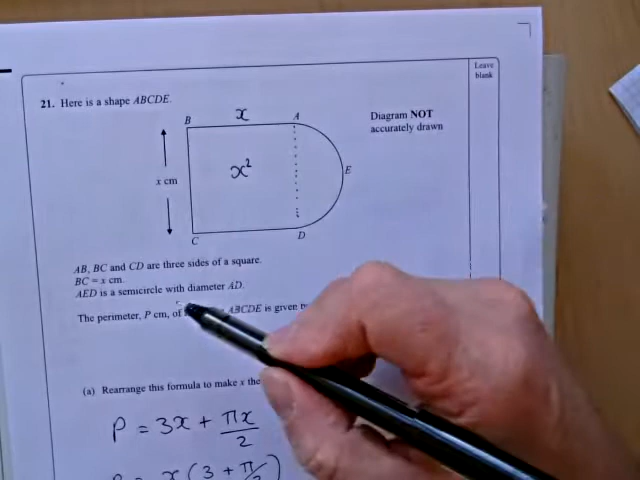 Leave
blank
21. Here is a shape ABCDE.
x
B
A
Diagram NOT
accurately drawn
x²
x cm
E
C
D
AB, BC and CD are three sides of a square.
BC = x cm.
AED is a semicircle with diameter AD.
The perimeter, P cm, of ABCDE is given
(a) Rearrange this formula to make x the
P = 3x + πx/2
x(3 + π/